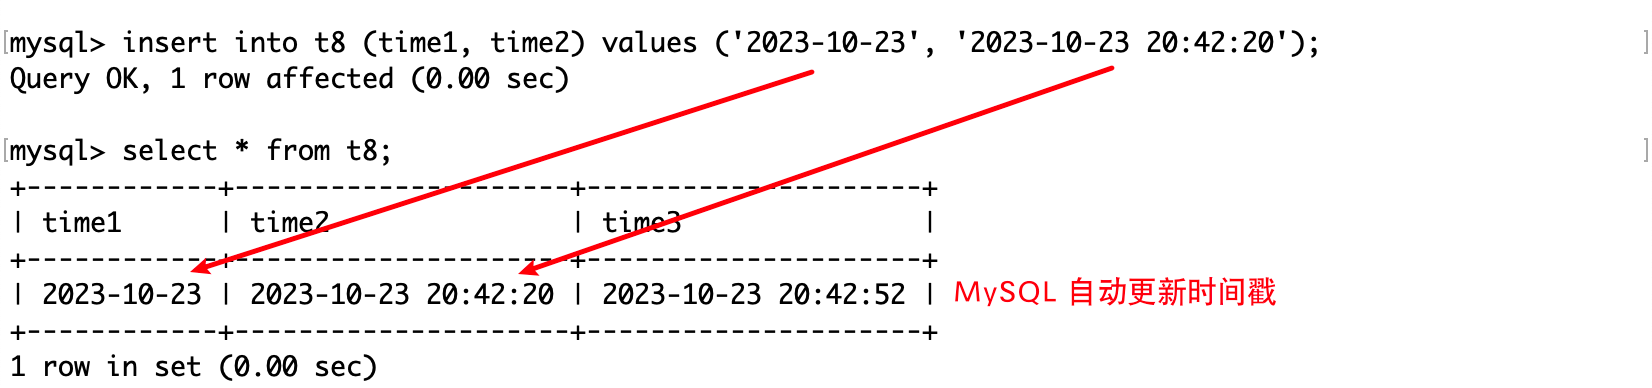 mysql> insert into t8 (time1, time2) values ('2023-10-23', '2023-10-23 20:42:20');
Query OK, 1 row affected (0.00 sec)
mysql> select * from t8;
+------------+---------------------+---------------------+
| time1      | time2               | time3               |
+------------+---------------------+---------------------+
| 2023-10-23 | 2023-10-23 20:42:20 | 2023-10-23 20:42:52 | MySQL 自动更新时间戳
+------------+---------------------+---------------------+
1 row in set (0.00 sec)